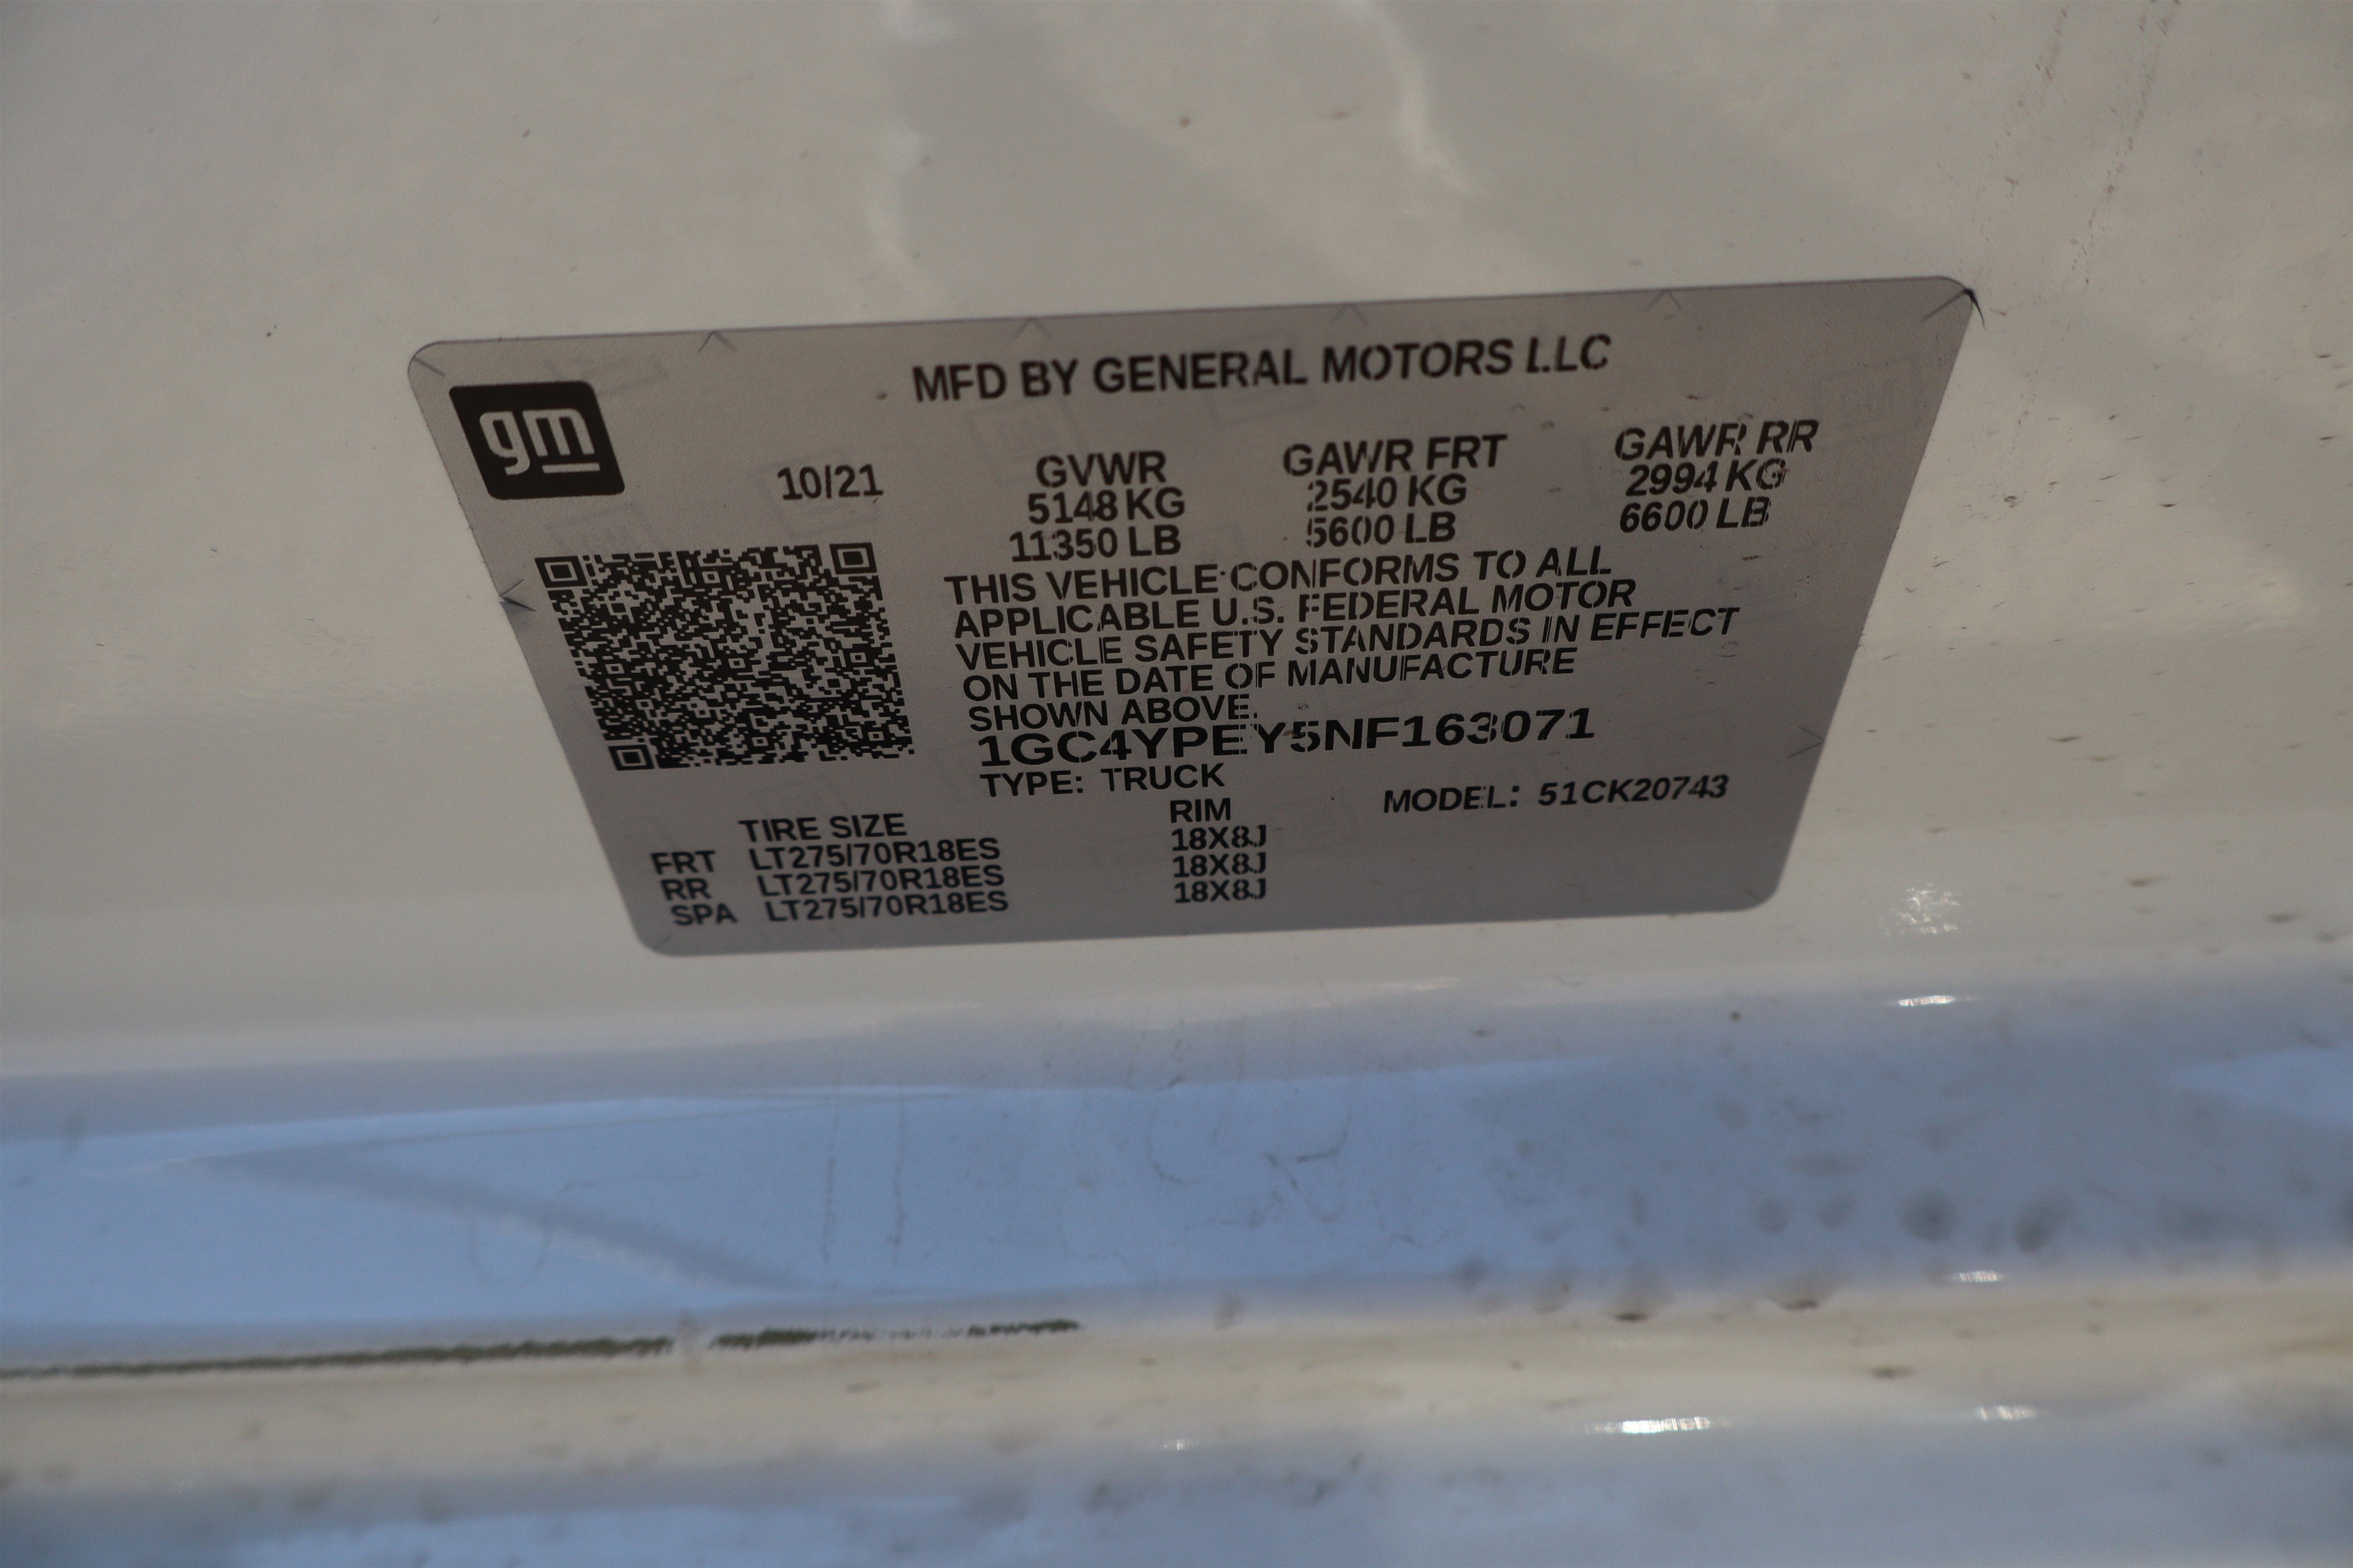 gm
MFD BY GENERAL MOTORS LLC
10/21 GVWR GAWR FRT GAWR RR
5148 KG 2540 KG 2994 KG
11350 LB 5600 LB 6600 LB
THIS VEHICLE CONFORMS TO ALL
APPLICABLE U.S. FEDERAL MOTOR
VEHICLE SAFETY STANDARDS IN EFFECT
ON THE DATE OF MANUFACTURE
SHOWN ABOVE.
1GC4YPEY5NF163071
TYPE: TRUCK MODEL: 51CK20743
TIRE SIZE RIM
FRT LT275/70R18ES 18X8J
RR LT275/70R18ES 18X8J
SPA LT275/70R18ES 18X8J